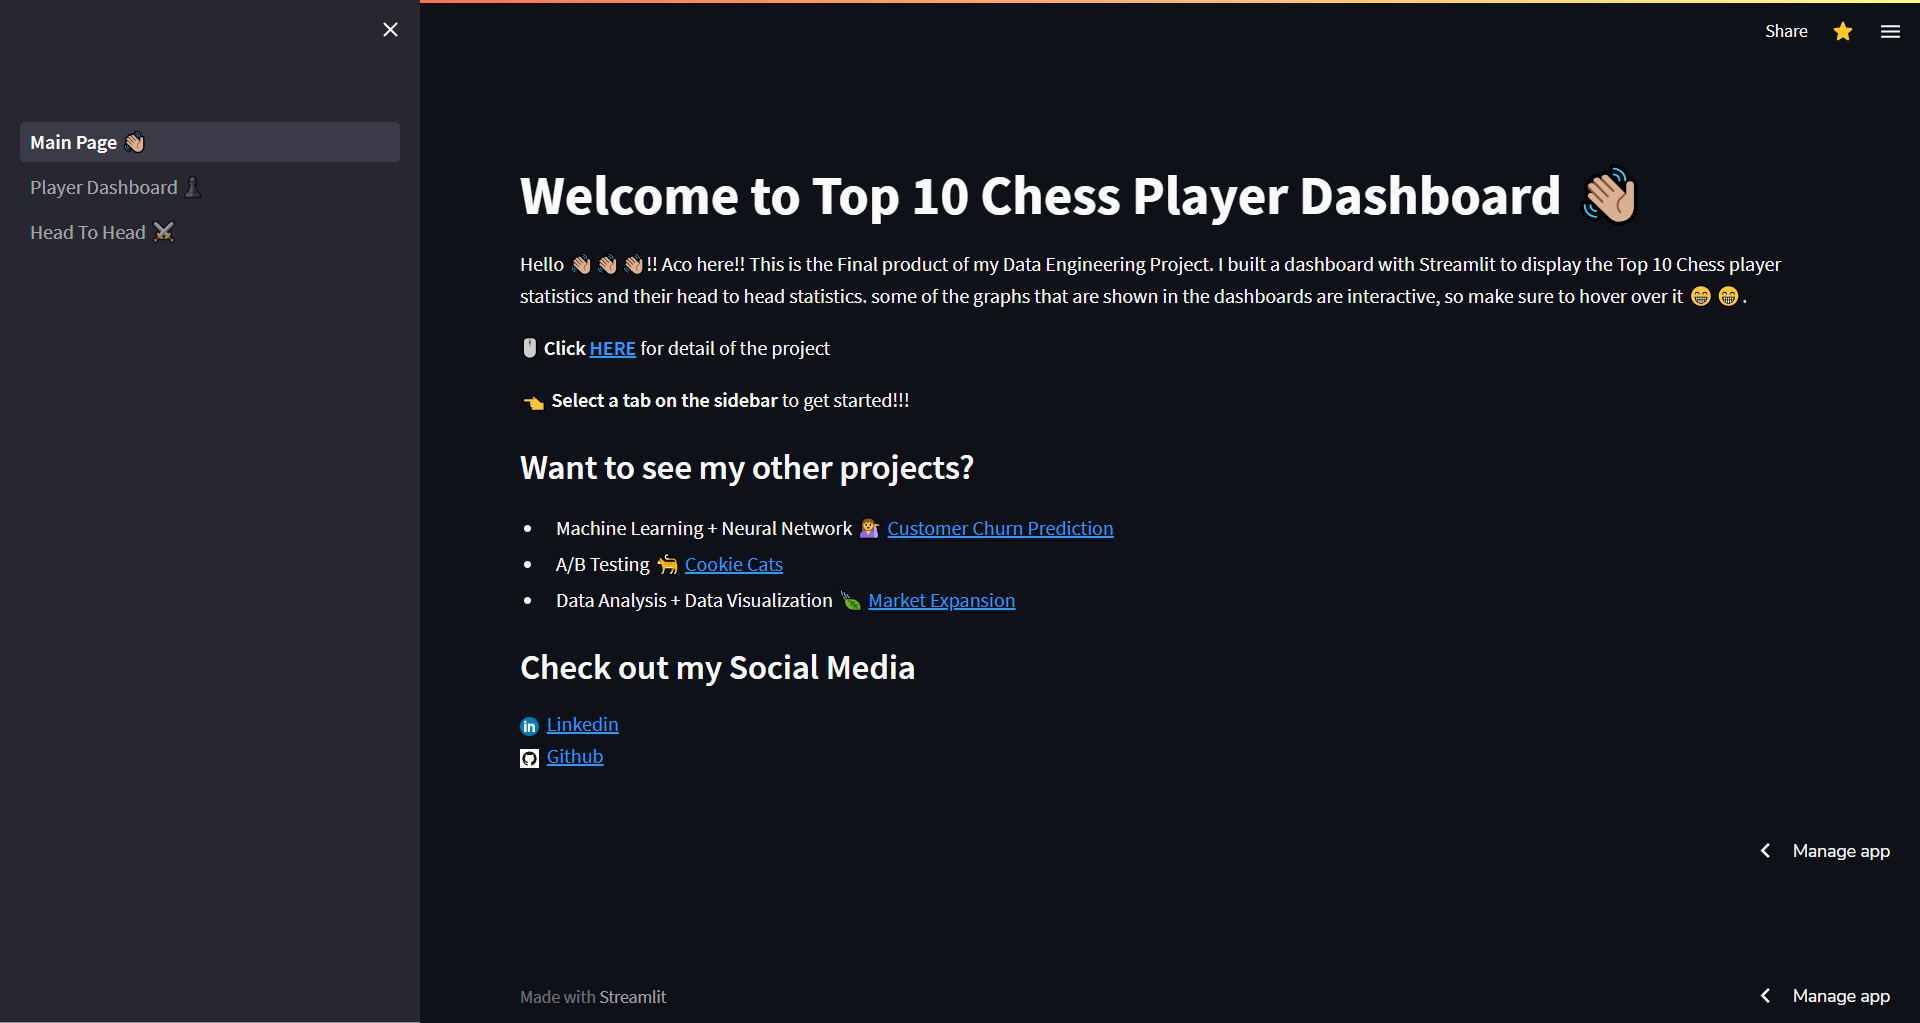 Share
Main Page
Player Dashboard
Head To Head
Welcome to Top 10 Chess Player Dashboard
Hello !! Aco here!! This is the Final product of my Data Engineering Project. I built a dashboard with Streamlit to display the Top 10 Chess player
statistics and their head to head statistics. some of the graphs that are shown in the dashboards are interactive, so make sure to hover over it .
Click HERE for detail of the project
Select a tab on the sidebar to get started!!!
Want to see my other projects?
• Machine Learning + Neural Network Customer Churn Prediction
• A/B Testing Cookie Cats
• Data Analysis + Data Visualization Market Expansion
Check out my Social Media
in Linkedin
Github
Manage app
Made with Streamlit
Manage app